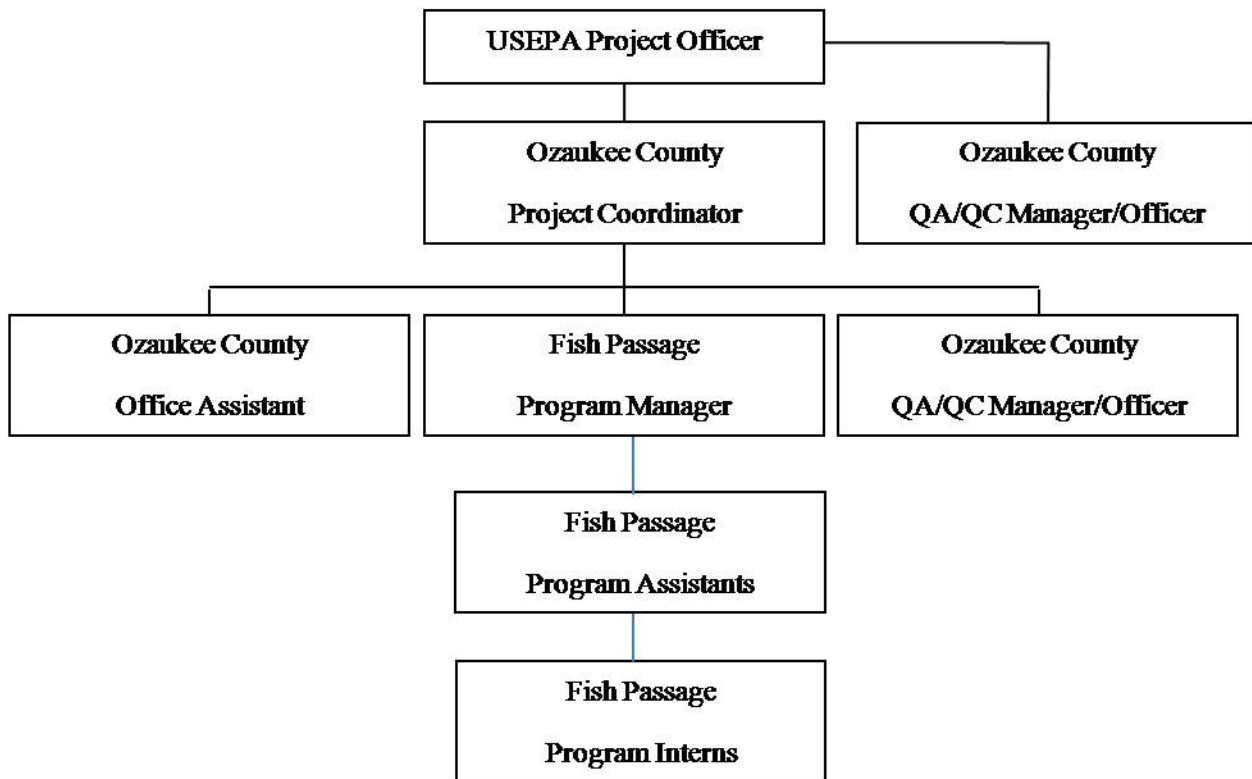 USEPA Project Officer
Ozaukee County
Project Coordinator
Ozaukee County
QA/QC Manager/Officer
Ozaukee County
Office Assistant
Fish Passage
Program Manager
Ozaukee County
QA/QC Manager/Officer
Fish Passage
Program Assistants
Fish Passage
Program Interns